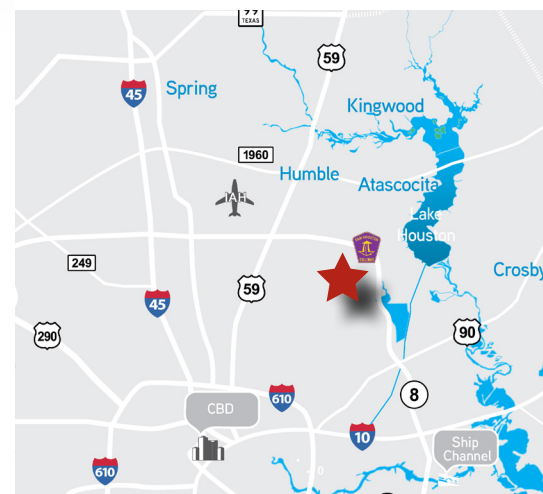 99
TEXAS
59
45
Spring
Kingwood
1960
Humble
IAH
Atascocita
Lake
Houston
249
Crosby
59
45
290
90
610
8
CBD
10
Ship
Channel
610